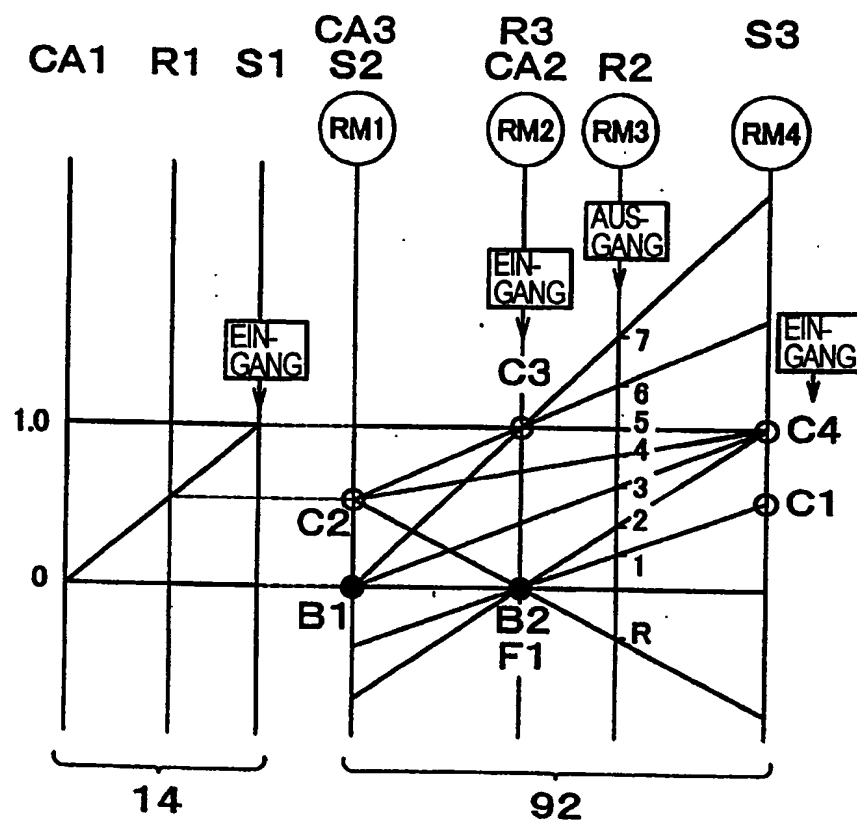 CA3 R3 S3
CA1 R1 S1 S2 CA2 R2
RM1 RM2 RM3 RM4
AUS-
GANG
EIN-
GANG
EIN-
GANG
EIN-
GANG
7
C3
6
1.0
5
C4
4
3
C2
C1
2
1
0
B1
B2
R
F1
14
92